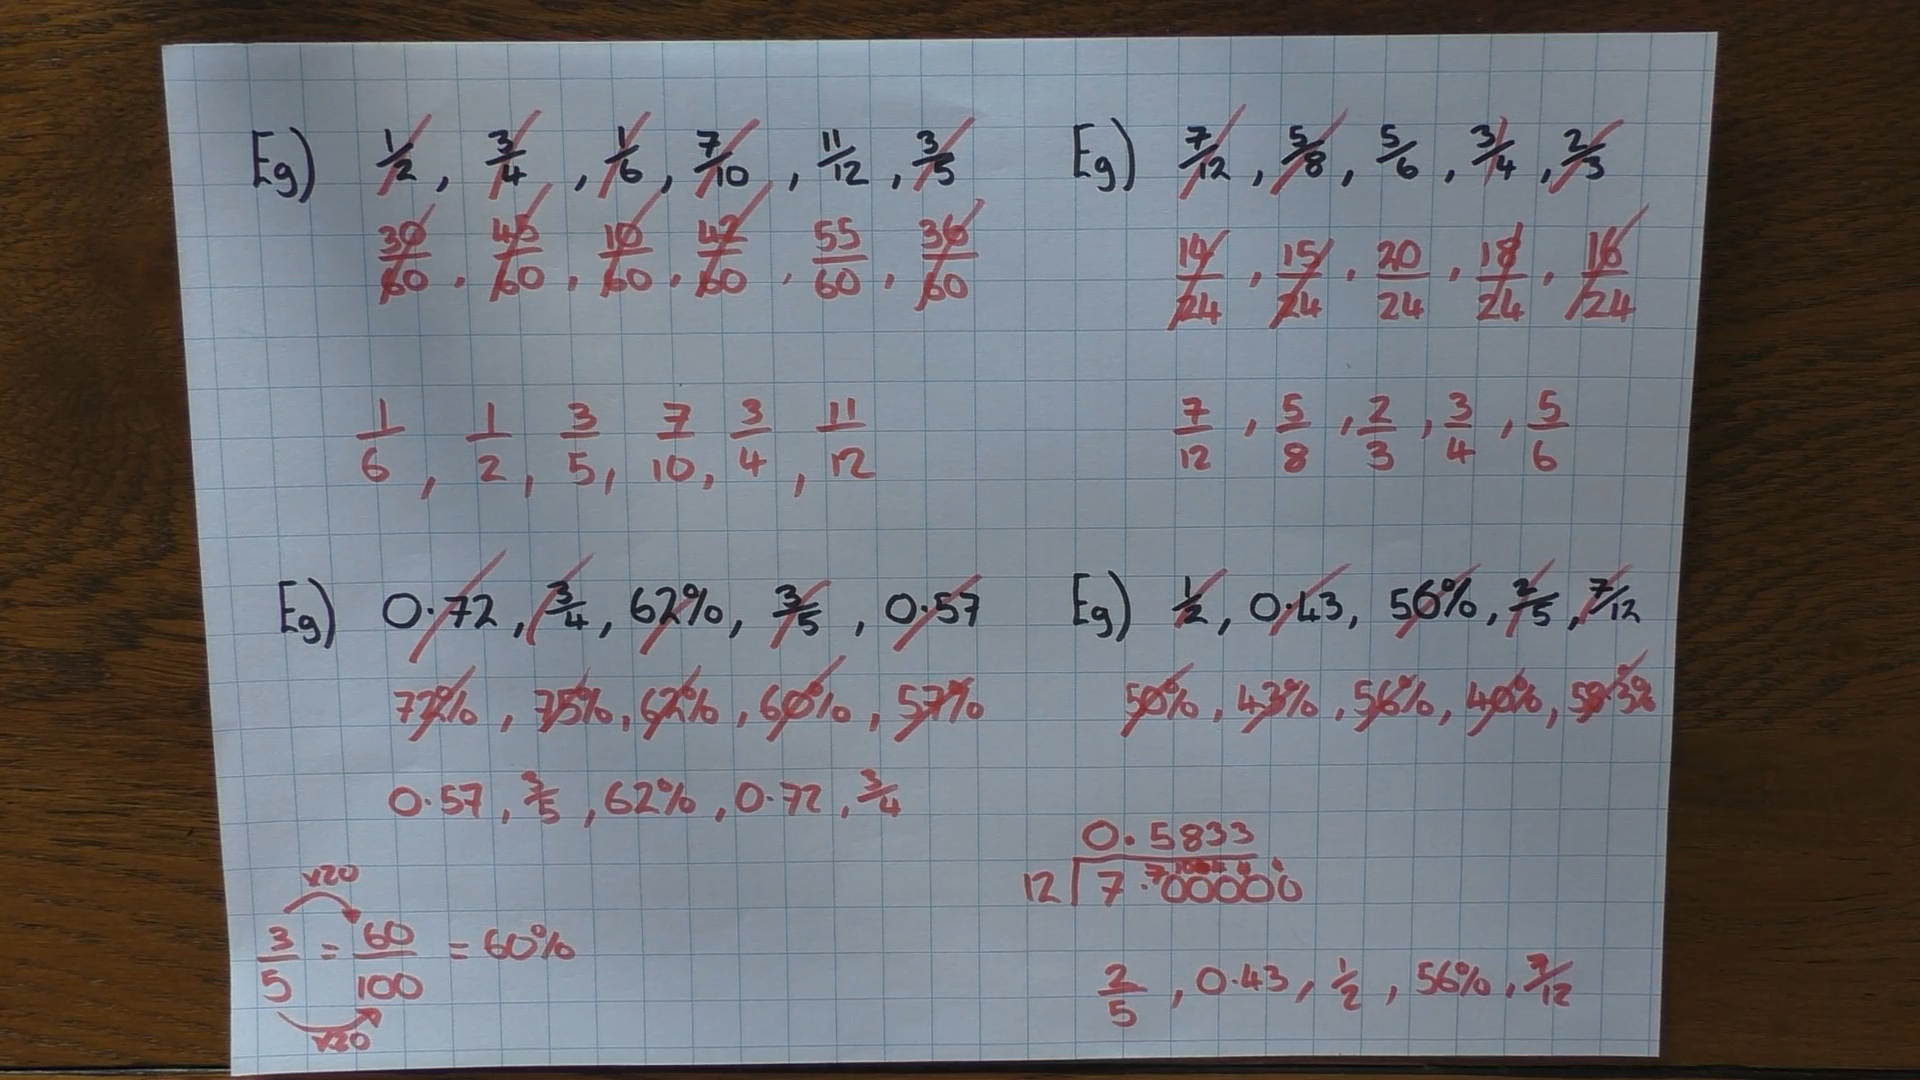 Eg) 1/2, 3/4, 1/6, 7/10, 11/12, 3/5
30/60, 45/60, 10/60, 42/60, 55/60, 36/60
1/6, 1/2, 3/5, 7/10, 3/4, 11/12
Eg) 7/12, 5/8, 5/6, 3/4, 2/3
14/24, 15/24, 20/24, 18/24, 16/24
7/12, 5/8, 2/3, 3/4, 5/6
Eg) 0.72, 3/4, 62%, 3/5, 0.57
72%, 75%, 62%, 60%, 57%
0.57, 3/5, 62%, 0.72, 3/4
x20
3/5 = 60/100 = 60%
x20
Eg) 1/2, 0.43, 56%, 2/5, 7/12
50%, 43%, 56%, 40%, 58.3%
0.5833
12 7.00000
2/5, 0.43, 1/2, 56%, 7/12